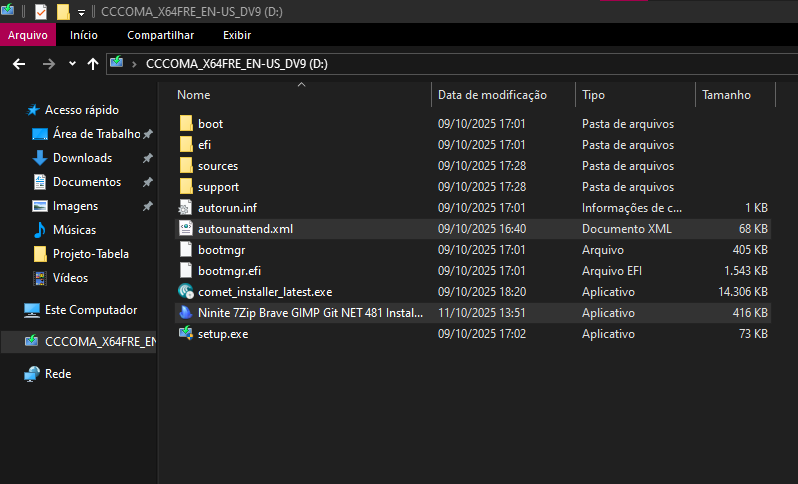 CCCOMA_X64FRE_EN-US_DV9 (D:)
Arquivo Início Compartilhar Exibir
CCCOMA_X64FRE_EN-US_DV9 (D:)
Acesso rápido
Área de Trabalho
Downloads
Documentos
Imagens
Músicas
Projeto-Tabela
Vídeos
Este Computador
CCCOMA_X64FRE_EN
Rede
Nome Data de modificação Tipo Tamanho
boot 09/10/2025 17:01 Pasta de arquivos
efi 09/10/2025 17:01 Pasta de arquivos
sources 09/10/2025 17:28 Pasta de arquivos
support 09/10/2025 17:28 Pasta de arquivos
autorun.inf 09/10/2025 17:01 Informações de c... 1 KB
autounattend.xml 09/10/2025 16:40 Documento XML 68 KB
bootmgr 09/10/2025 17:01 Arquivo 405 KB
bootmgr.efi 09/10/2025 17:01 Arquivo EFI 1.543 KB
comet_installer_latest.exe 09/10/2025 18:20 Aplicativo 14.306 KB
Ninite 7Zip Brave GIMP Git NET 481 Instal... 11/10/2025 13:51 Aplicativo 416 KB
setup.exe 09/10/2025 17:02 Aplicativo 73 KB